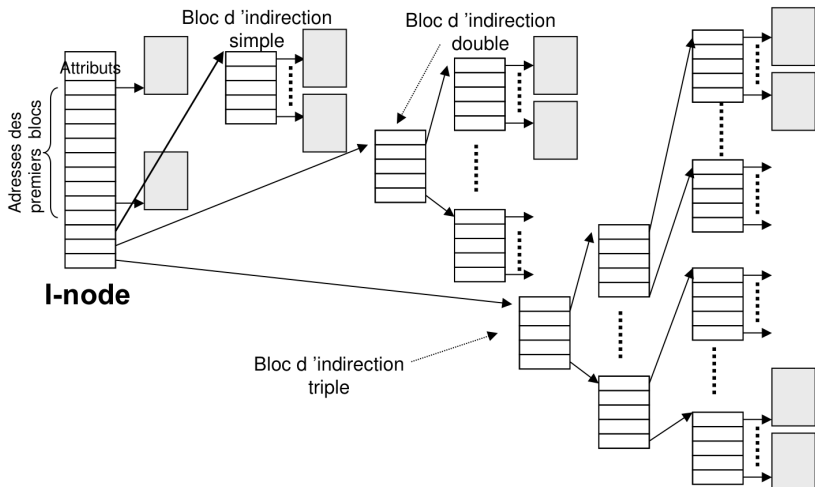 Bloc d ’indirection
simple
Bloc d ’indirection
double
Attributs
Adresses des
premiers blocs
I-node
Bloc d ’indirection
triple